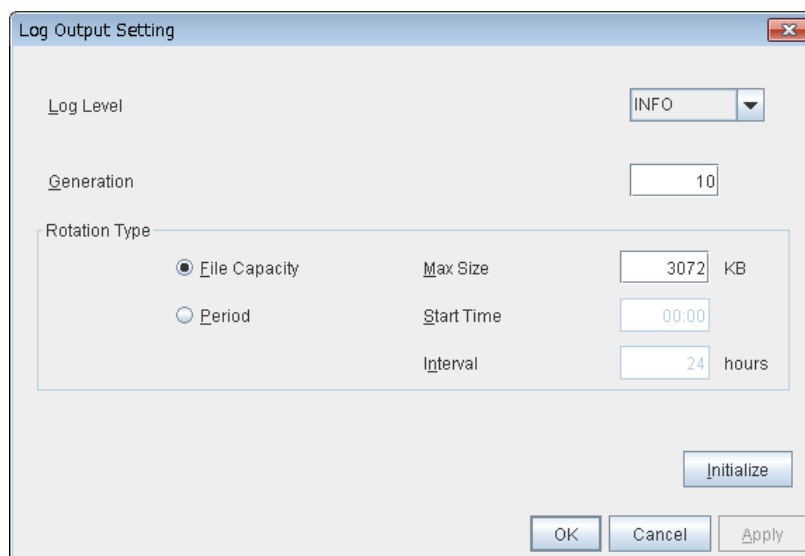 Log Output Setting
Log Level INFO
Generation 10
Rotation Type
File Capacity Max Size 3072 KB
Period Start Time 00:00
Interval 24 hours
Initialize
OK Cancel Apply